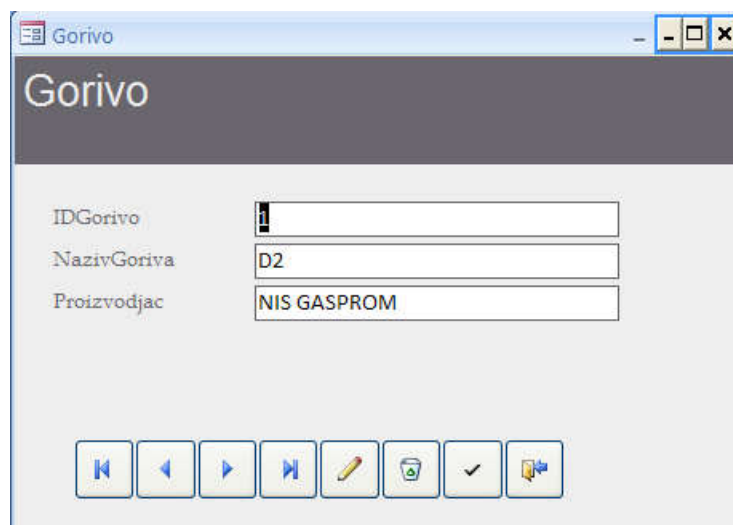 Gorivo
Gorivo
IDGorivo 1
NazivGoriva D2
Proizvodjac NIS GASPROM